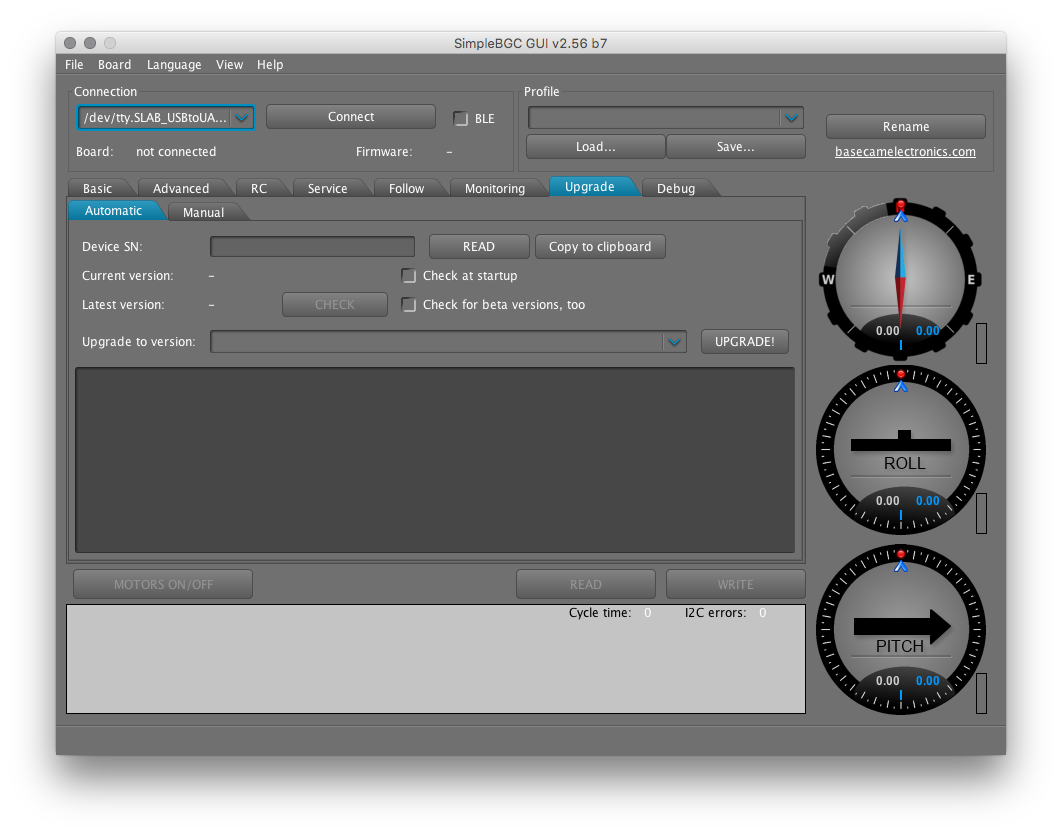 SimpleBGC GUI v2.56 b7
File Board Language View Help
Connection
/dev/tty.SLAB_USBtoUA...
Connect
BLE
Board: not connected
Firmware: –
Profile
Load...
Save...
Rename
basecamelectronics.com
Basic Advanced RC Service Follow Monitoring Upgrade Debug
Automatic Manual
Device SN:
READ
Copy to clipboard
Current version: –
Check at startup
Latest version: –
CHECK
Check for beta versions, too
Upgrade to version:
UPGRADE!
MOTORS ON/OFF
READ
WRITE
Cycle time: 0
I2C errors: 0
W E
0.00 0.00
ROLL
0.00 0.00
PITCH
0.00 0.00